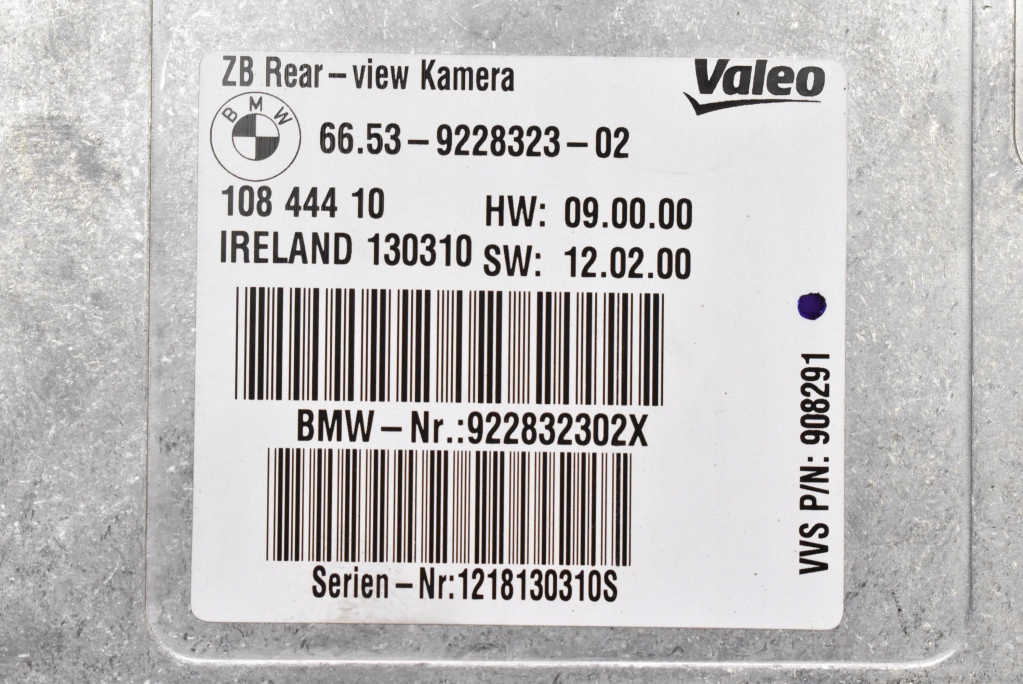 ZB Rear-view Kamera
Valeo
BMW
66.53-9228323-02
108 444 10
HW: 09.00.00
IRELAND 130310
SW: 12.02.00
BMW-Nr.:922832302X
Serien-Nr:1218130310S
VVS P/N: 908291